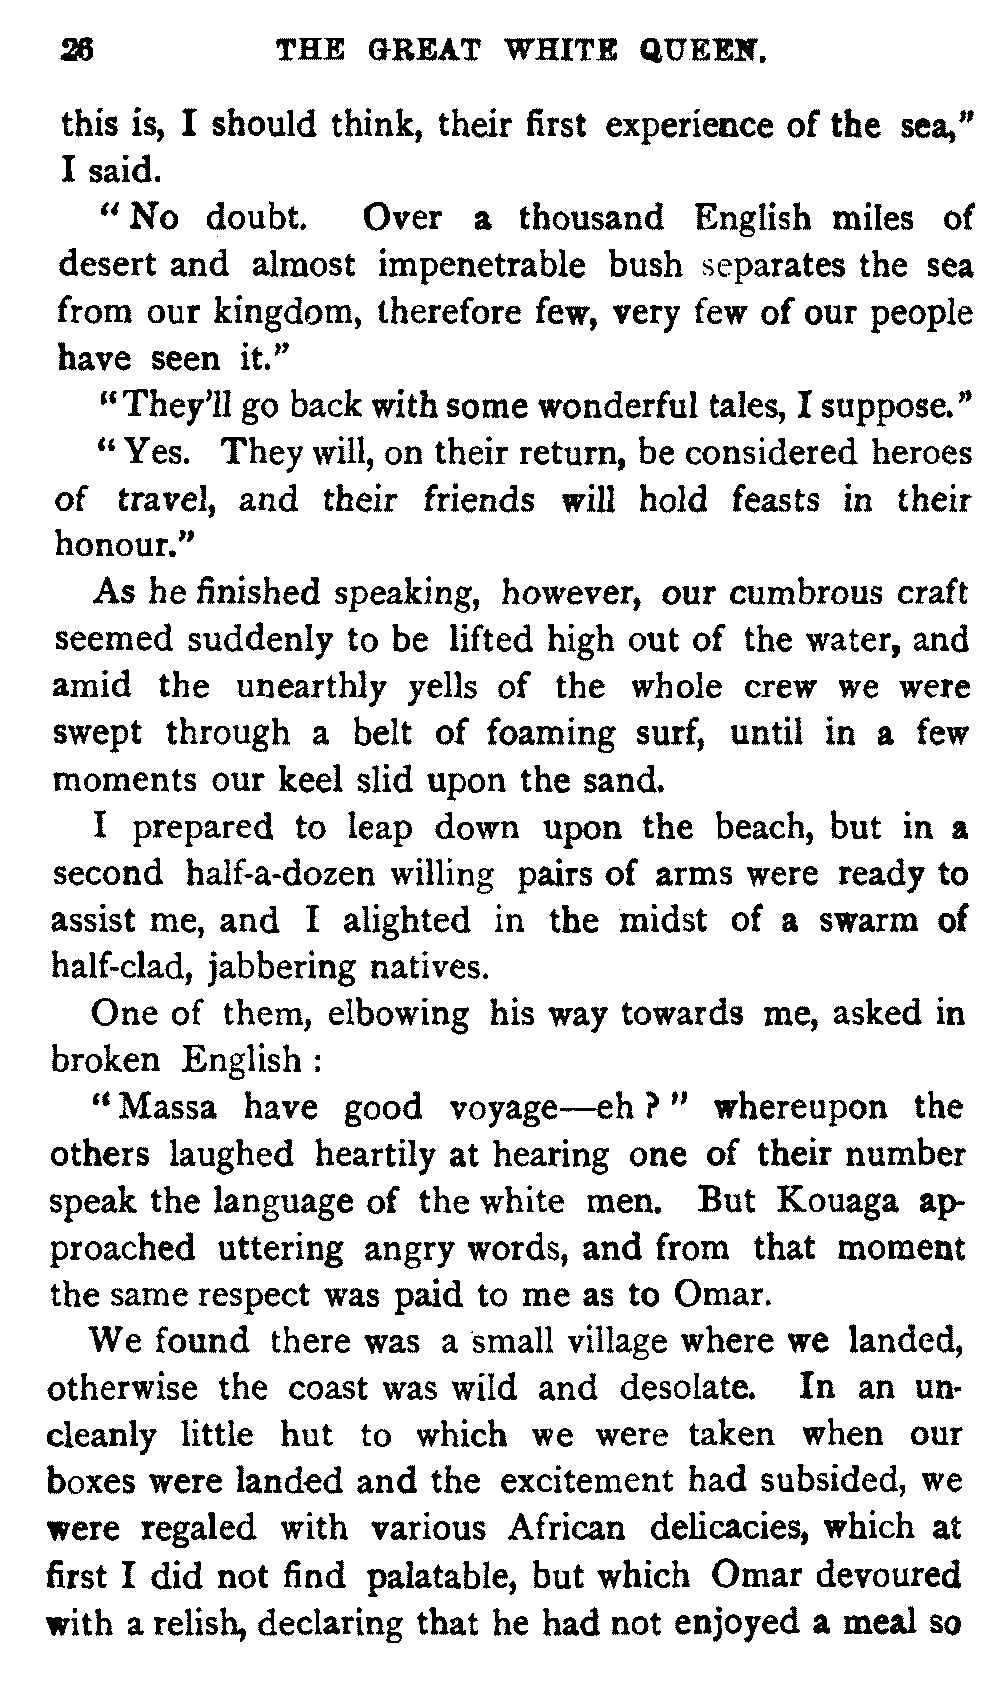 26 THE GREAT WHITE QUEEN.
this is, I should think, their first experience of the sea,"
I said.
"No doubt. Over a thousand English miles of
desert and almost impenetrable bush separates the sea
from our kingdom, therefore few, very few of our people
have seen it."
"They'll go back with some wonderful tales, I suppose."
"Yes. They will, on their return, be considered heroes
of travel, and their friends will hold feasts in their
honour."
As he finished speaking, however, our cumbrous craft
seemed suddenly to be lifted high out of the water, and
amid the unearthly yells of the whole crew we were
swept through a belt of foaming surf, until in a few
moments our keel slid upon the sand.
I prepared to leap down upon the beach, but in a
second half-a-dozen willing pairs of arms were ready to
assist me, and I alighted in the midst of a swarm of
half-clad, jabbering natives.
One of them, elbowing his way towards me, asked in
broken English :
"Massa have good voyage—eh ?" whereupon the
others laughed heartily at hearing one of their number
speak the language of the white men. But Kouaga ap-
proached uttering angry words, and from that moment
the same respect was paid to me as to Omar.
We found there was a small village where we landed,
otherwise the coast was wild and desolate. In an un-
cleanly little hut to which we were taken when our
boxes were landed and the excitement had subsided, we
were regaled with various African delicacies, which at
first I did not find palatable, but which Omar devoured
with a relish, declaring that he had not enjoyed a meal so